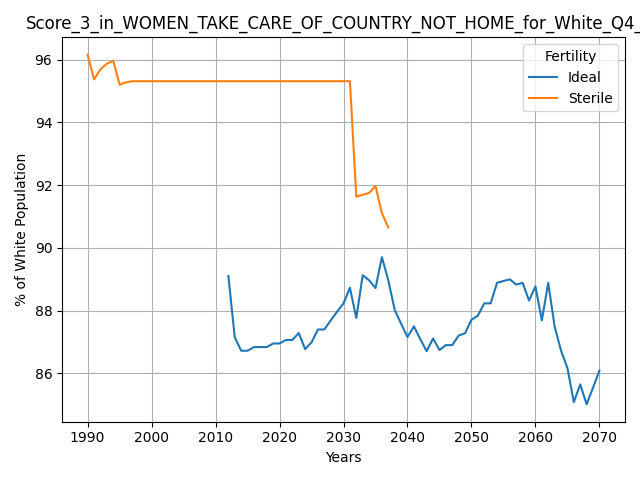 Score_3_in_WOMEN_TAKE_CARE_OF_COUNTRY_NOT_HOME_for_White_Q4_
Fertility
Ideal
Sterile
% of White Population
96
94
92
90
88
86
1990 2000 2010 2020 2030 2040 2050 2060 2070
Years